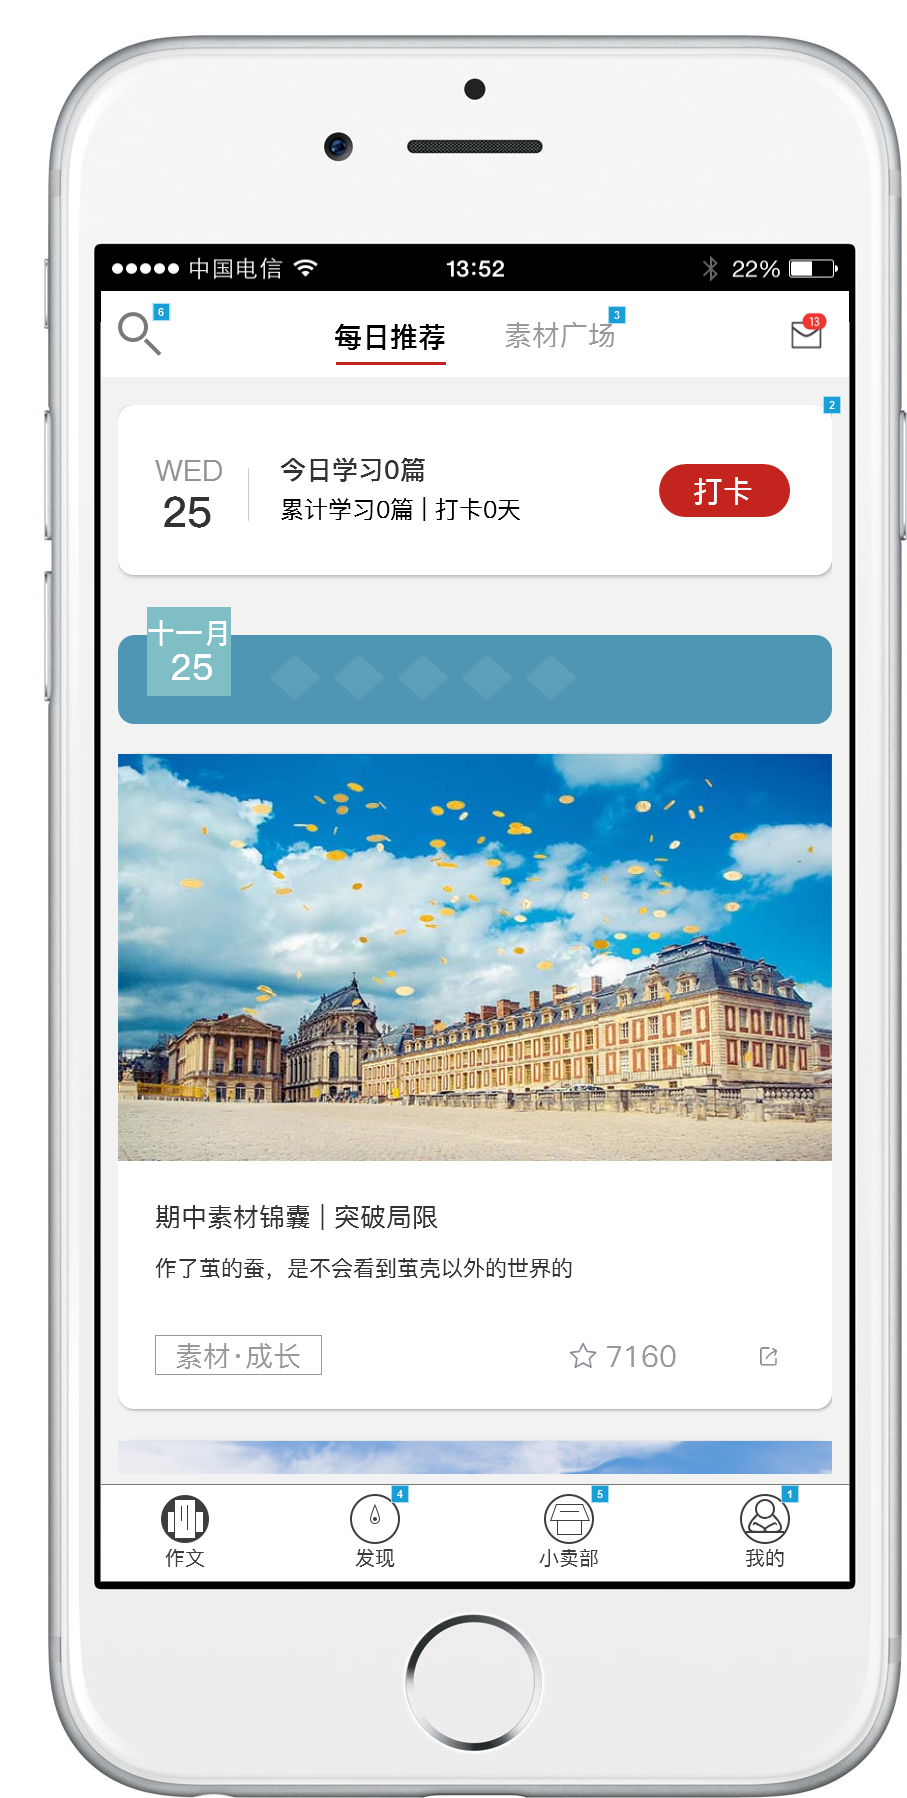 中国电信 13:52 22%
6
每日推荐 素材广场 3
13
2
WED
25
今日学习0篇
累计学习0篇 | 打卡0天
打卡
十一月
25
期中素材锦囊 | 突破局限
作了茧的蚕，是不会看到茧壳以外的世界的
素材·成长 7160
4 5 1
作文 发现 小卖部 我的